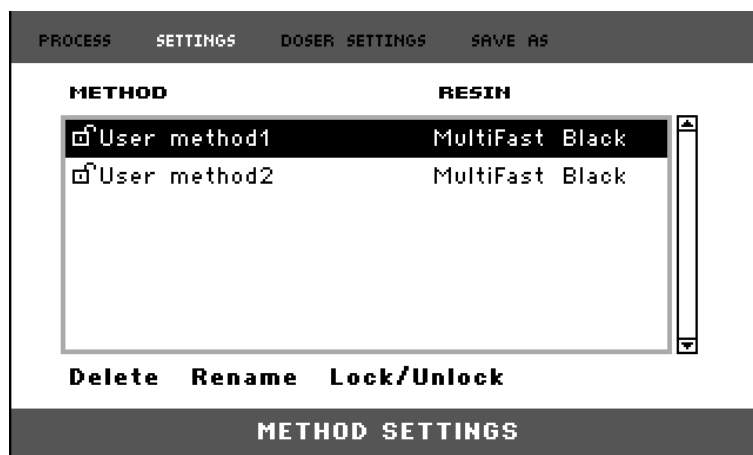 PROCESS SETTINGS DOSER SETTINGS SAVE AS
METHOD RESIN
User method1 MultiFast Black
User method2 MultiFast Black
Delete Rename Lock/Unlock
METHOD SETTINGS